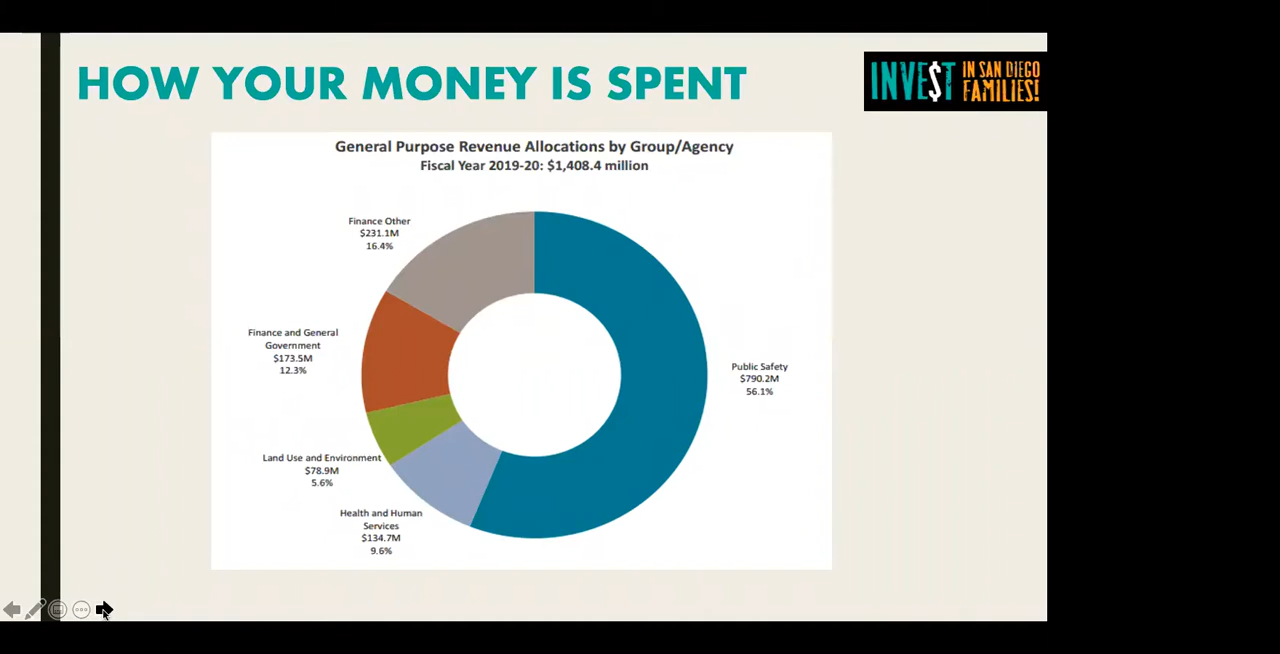 HOW YOUR MONEY IS SPENT
INVE$T IN SAN DIEGO
FAMILIES!
General Purpose Revenue Allocations by Group/Agency
Fiscal Year 2019-20: $1,408.4 million
Finance Other
$231.1M
16.4%
Finance and General
Government
$173.5M
12.3%
Public Safety
$790.2M
56.1%
Land Use and Environment
$78.9M
5.6%
Health and Human
Services
$134.7M
9.6%